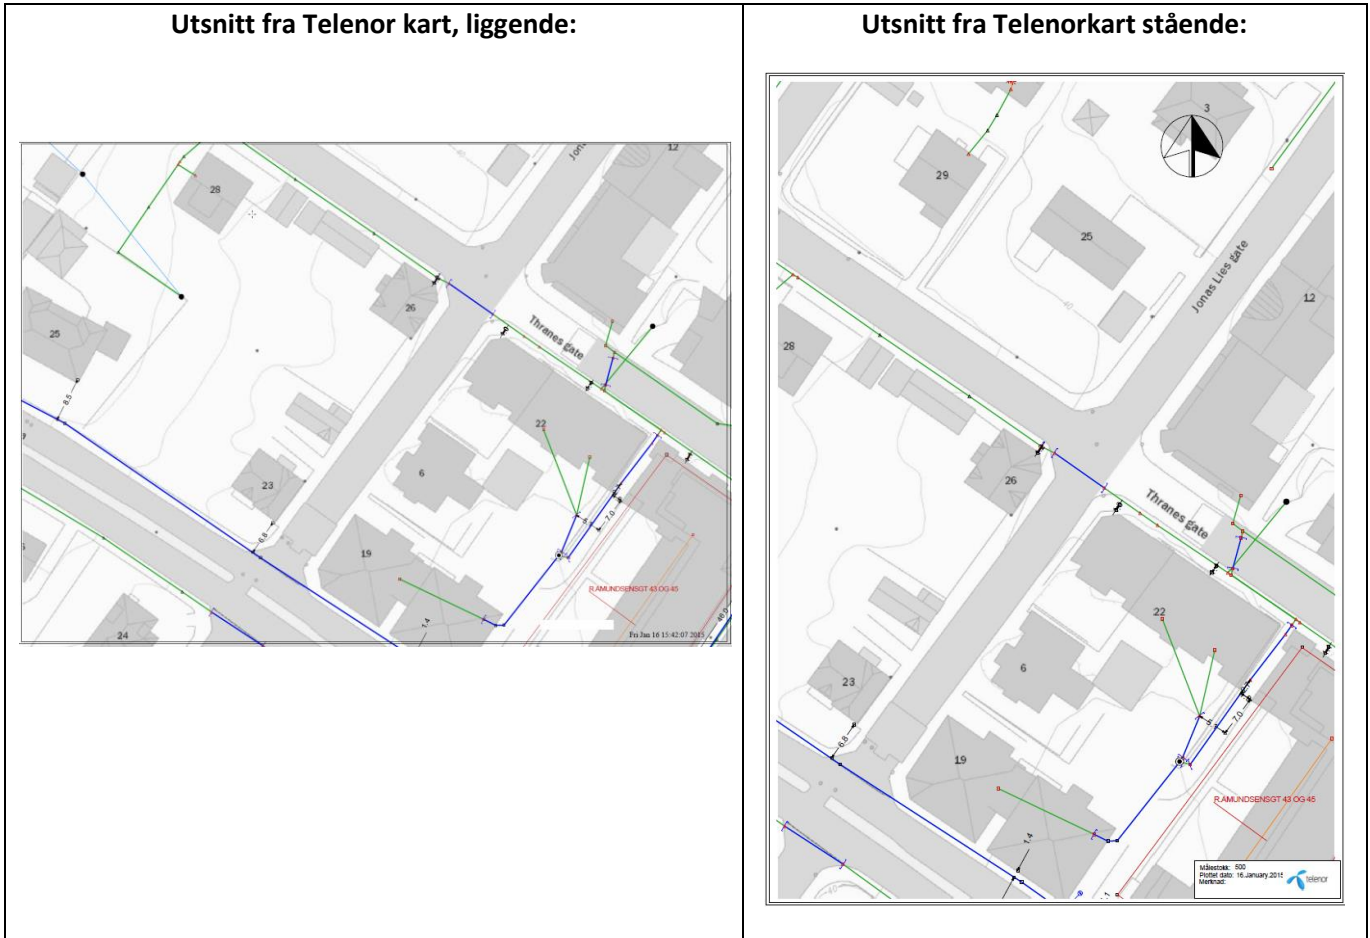 Utsnitt fra Telenor kart, liggende:
28
12
25
26
Thranes gate
8.5
22
6
23
7.0
6.8
19
R.AMUNDSENSGT 43 OG 45
24
1.4
Utsnitt fra Telenorkart stående:
3
29
25
Jonas Lies gate
12
28
26
Thranes gate
22
6
23
7.0
6.8
19
R.AMUNDSENSGT 43 OG 45
1.4
Målestokk: 500
Plottet dato: 16.January.2015
Merknad:
telenor